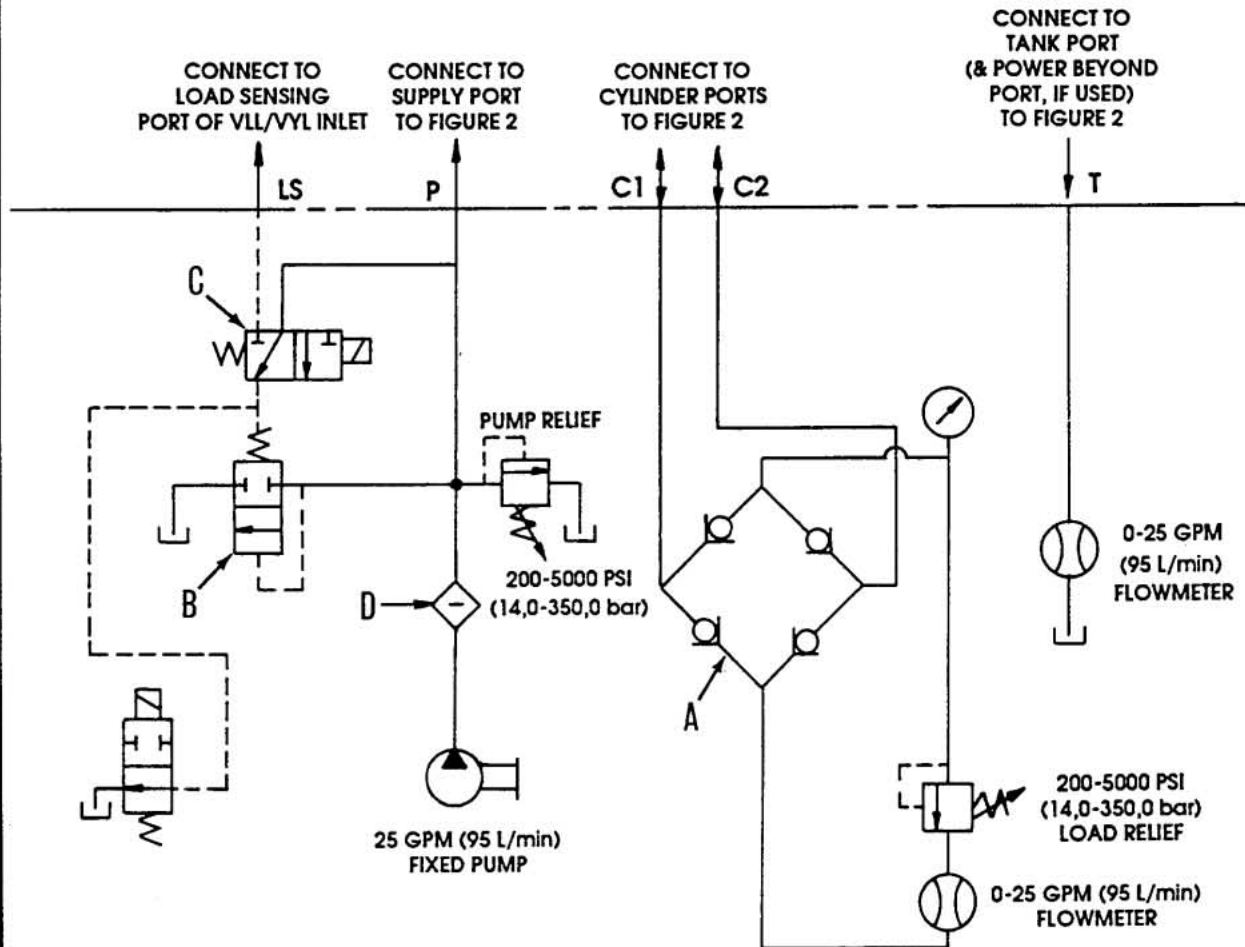 CONNECT TO
LOAD SENSING
PORT OF VLL/VYL INLET
CONNECT TO
SUPPLY PORT
TO FIGURE 2
CONNECT TO
CYLINDER PORTS
TO FIGURE 2
CONNECT TO
TANK PORT
(& POWER BEYOND
PORT, IF USED)
TO FIGURE 2
LS
P
C1
C2
T
C
PUMP RELIEF
200-5000 PSI
(14,0-350,0 bar)
B
D
A
0-25 GPM
(95 L/min)
FLOWMETER
25 GPM (95 L/min)
FIXED PUMP
200-5000 PSI
(14,0-350,0 bar)
LOAD RELIEF
0-25 GPM (95 L/min)
FLOWMETER